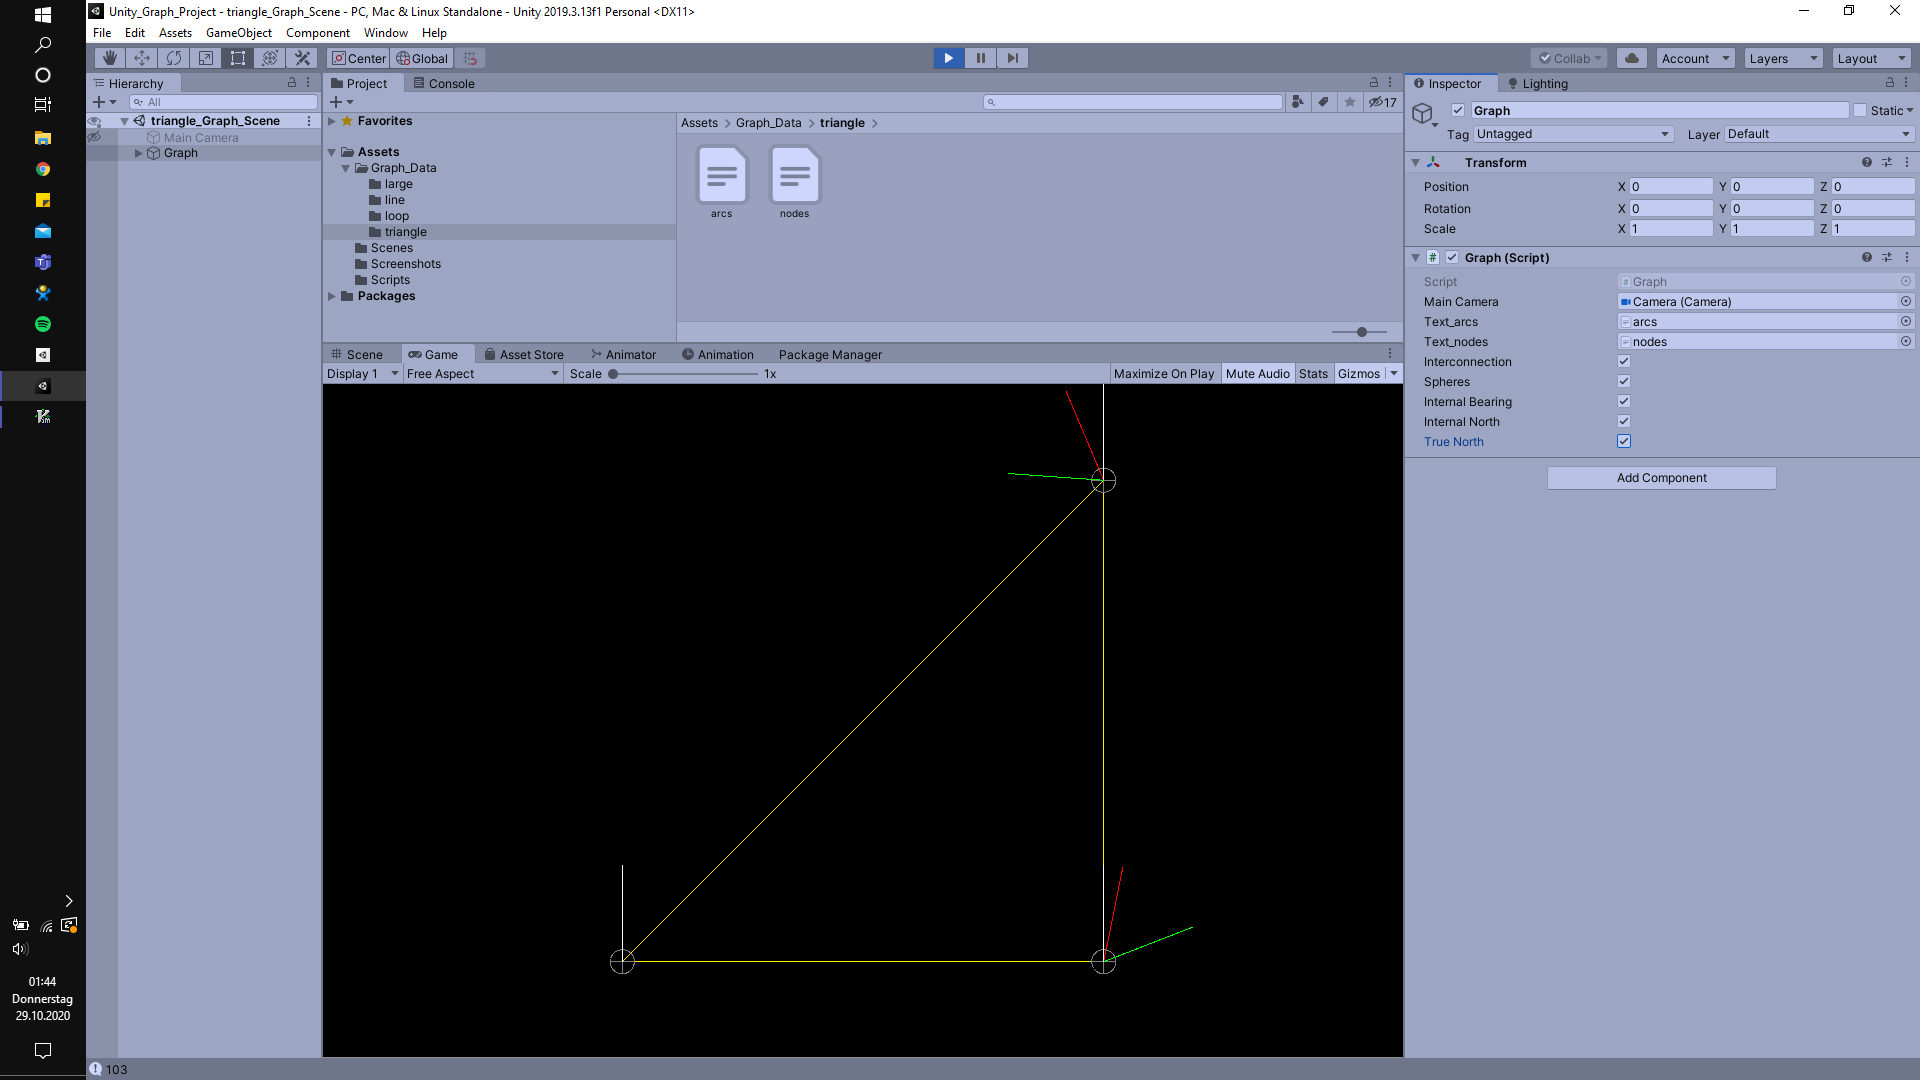 Unity_Graph_Project - triangle_Graph_Scene - PC, Mac & Linux Standalone - Unity 2019.3.13f1 Personal <DX11>
File Edit Assets GameObject Component Window Help
Center Global Collab Account Layers Layout
Hierarchy
All
triangle_Graph_Scene
Main Camera
Graph
Project Console
17
Favorites
Assets
Graph_Data
large
line
loop
triangle
Scenes
Screenshots
Scripts
Packages
Assets > Graph_Data > triangle >
arcs nodes
Scene Game Asset Store Animator Animation Package Manager
Display 1 Free Aspect Scale 1x Maximize On Play Mute Audio Stats Gizmos
Inspector Lighting
Graph Static
Tag Untagged Layer Default
Transform
Position X 0 Y 0 Z 0
Rotation X 0 Y 0 Z 0
Scale X 1 Y 1 Z 1
# Graph (Script)
Script Graph
Main Camera Camera (Camera)
Text_arcs arcs
Text_nodes nodes
Interconnection
Spheres
Internal Bearing
Internal North
True North
Add Component
01:44
Donnerstag
29.10.2020
103